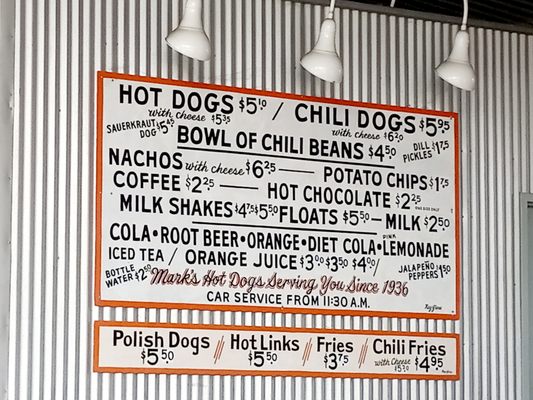 HOT DOGS $5.10 / CHILI DOGS $5.95
with cheese $5.35 with cheese $6.20
SAUERKRAUT DOG $5.45
DILL PICKLES $1.75
BOWL OF CHILI BEANS $4.50
NACHOS with cheese $6.25 — POTATO CHIPS $1.75
COFFEE $2.25 — HOT CHOCOLATE $2.25
ONE SIZE ONLY
MILK SHAKES $4.75 $5.50 FLOATS $5.50 — MILK $2.50
PINK
COLA • ROOT BEER • ORANGE • DIET COLA • LEMONADE
ICED TEA / ORANGE JUICE $3.00 $3.50 $4.00 /
BOTTLE WATER $2.50
JALAPEÑO PEPPERS $1.50
Mark's Hot Dogs Serving You Since 1936
CAR SERVICE FROM 11:30 A.M.
Polish Dogs $5.50 // Hot Links $5.50 // Fries $3.75 // Chili Fries $4.95
with Cheese